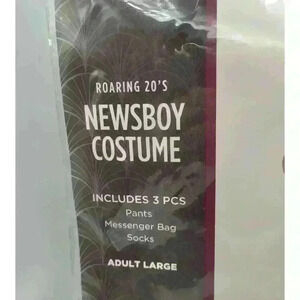 ROARING 20'S
NEWSBOY
COSTUME
INCLUDES 3 PCS
Pants
Messenger Bag
Socks
ADULT LARGE